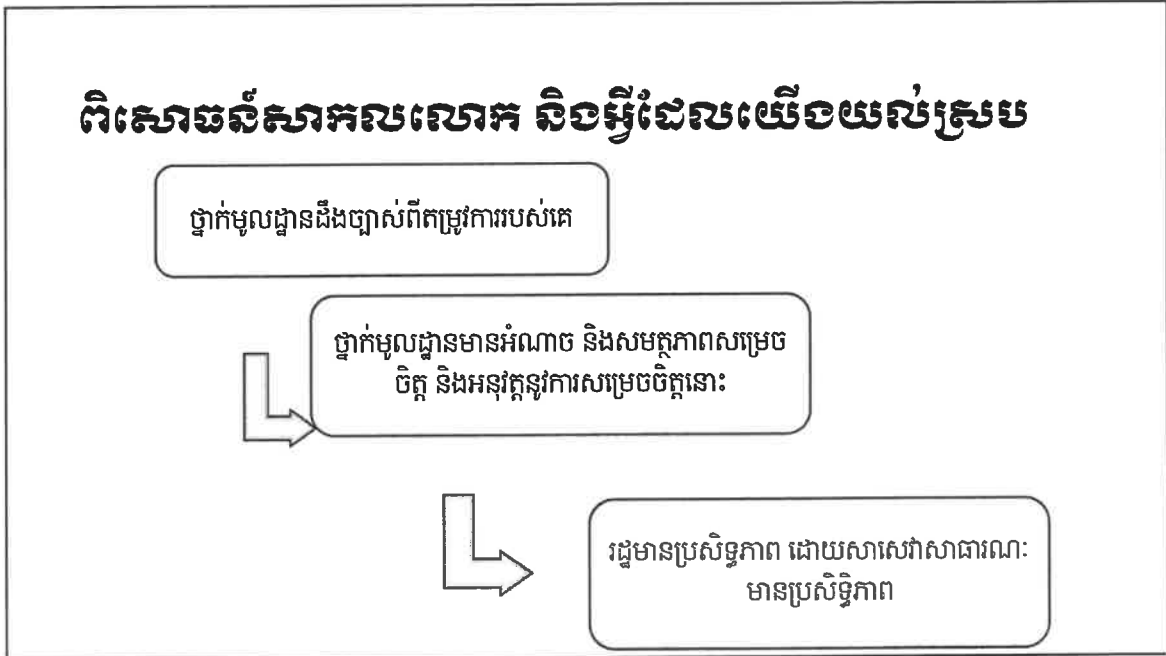 ពិសោធន៍សាកលលោក និងអ្វីដែលយើងយល់ស្រប
ថ្នាក់មូលដ្ឋានដឹងច្បាស់ពីតម្រូវការរបស់គេ
ថ្នាក់មូលដ្ឋានមានអំណាច និងសមត្ថភាពសម្រេច
ចិត្ត និងអនុវត្តនូវការសម្រេចចិត្តនោះ
រដ្ឋមានប្រសិទ្ធភាព ដោយសាសេវាសាធារណៈ
មានប្រសិទ្ធិភាព